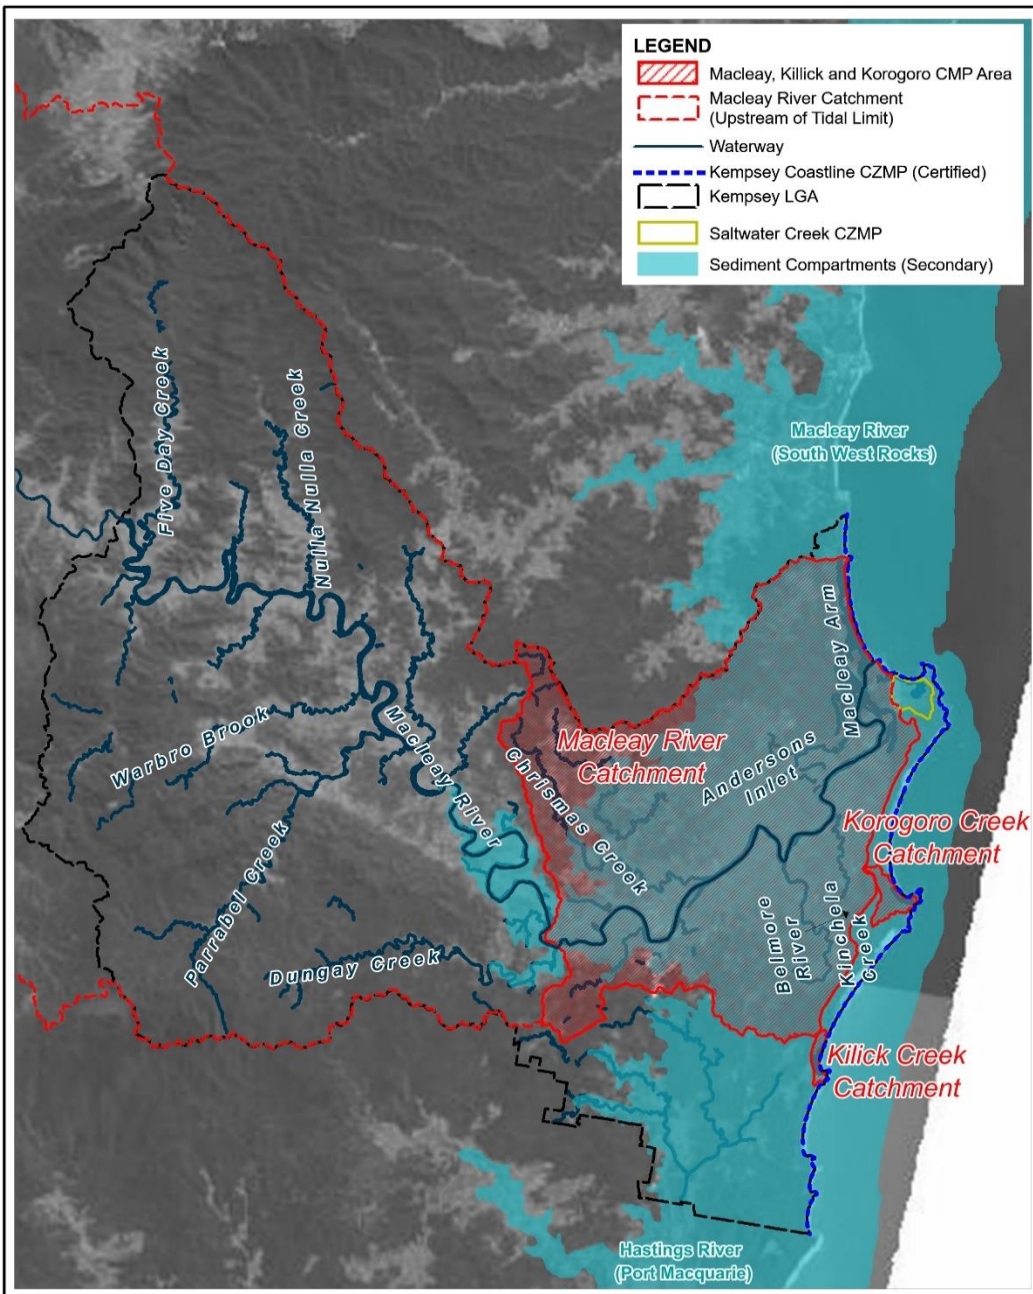 LEGEND
Macleay, Killick and Korogoro CMP Area
Macleay River Catchment
(Upstream of Tidal Limit)
Waterway
Kempsey Coastline CZMP (Certified)
Kempsey LGA
Saltwater Creek CZMP
Sediment Compartments (Secondary)
Five Day Creek
Nulla Nulla Creek
Macleay River
(South West Rocks)
Macleay Arm
Warbro Brook
Macleay River
Macleay River
Catchment
Andersons
Inlet
Chrismas Creek
Korogoro Creek
Catchment
Parrabel Creek
Dungay Creek
Belmore
River
Kinchela
Creek
Kilick Creek
Catchment
Hastings River
(Port Macquarie)